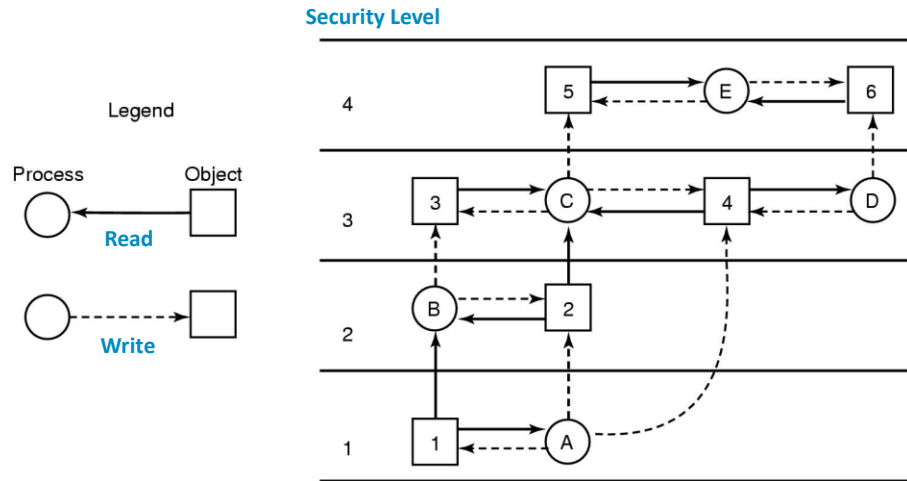 Security Level
Legend
Process Object
Read
Write
4
5 E 6
3
3 C 4 D
2
B 2
1
1 A